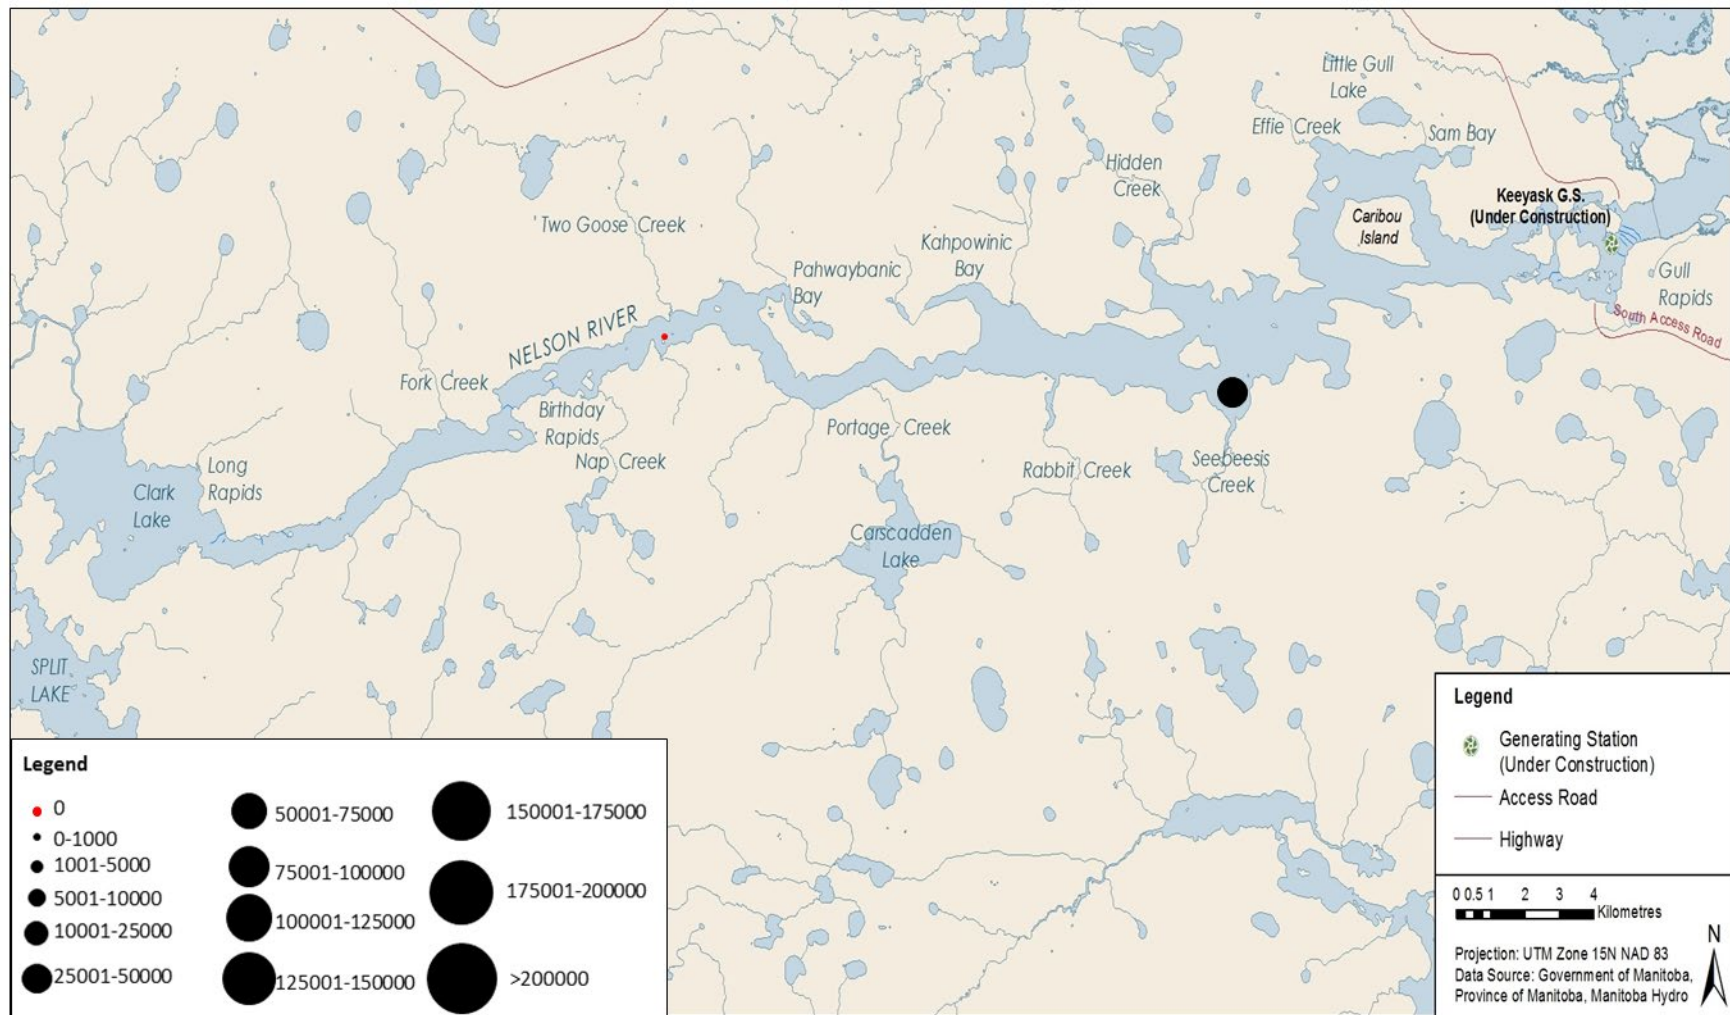 Little Gull
Lake
Effie Creek
Sam Bay
Hidden
Creek
Keeyask G.S.
(Under Construction)
Caribou
Island
' Two Goose Creek
Kahpowinic
Bay
Pahwaybanic
Bay
Gull
Rapids
South Access Road
NELSON RIVER
Fork Creek
Birthday
Rapids
Portage Creek
Nap Creek
Rabbit Creek
Seebeesis
Creek
Long
Rapids
Clark
Lake
Carscadden
Lake
SPLIT
LAKE
Legend
0
0-1000
1001-5000
5001-10000
10001-25000
25001-50000
50001-75000
75001-100000
100001-125000
125001-150000
150001-175000
175001-200000
>200000
Legend
Generating Station
(Under Construction)
Access Road
Highway
0 0.5 1 2 3 4
Kilometres
N
Projection: UTM Zone 15N NAD 83
Data Source: Government of Manitoba,
Province of Manitoba, Manitoba Hydro